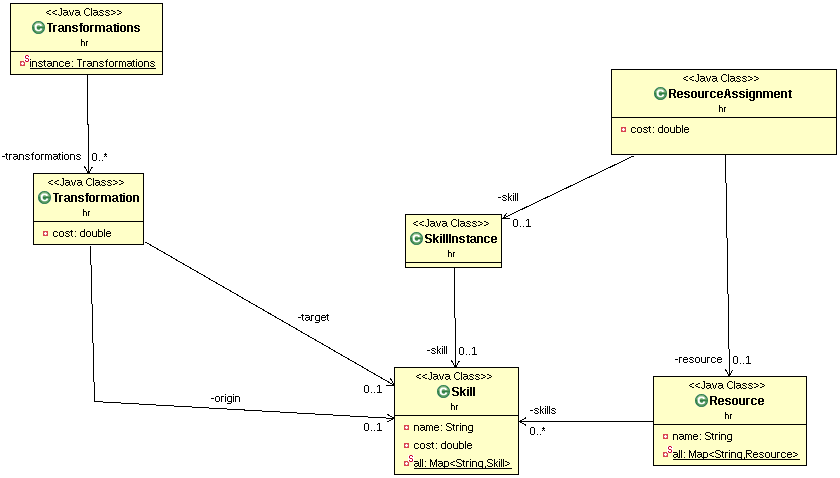 <<Java Class>>
Transformations
hr
instance: Transformations
-transformations
0..*
<<Java Class>>
Transformation
hr
cost: double
<<Java Class>>
ResourceAssignment
hr
cost: double
-skill
0..1
<<Java Class>>
SkillInstance
hr
-target
0..1
-origin
0..1
-skill
0..1
-resource
0..1
<<Java Class>>
Skill
hr
name: String
cost: double
all: Map<String,Skill>
-skills
0..*
<<Java Class>>
Resource
hr
name: String
all: Map<String,Resource>